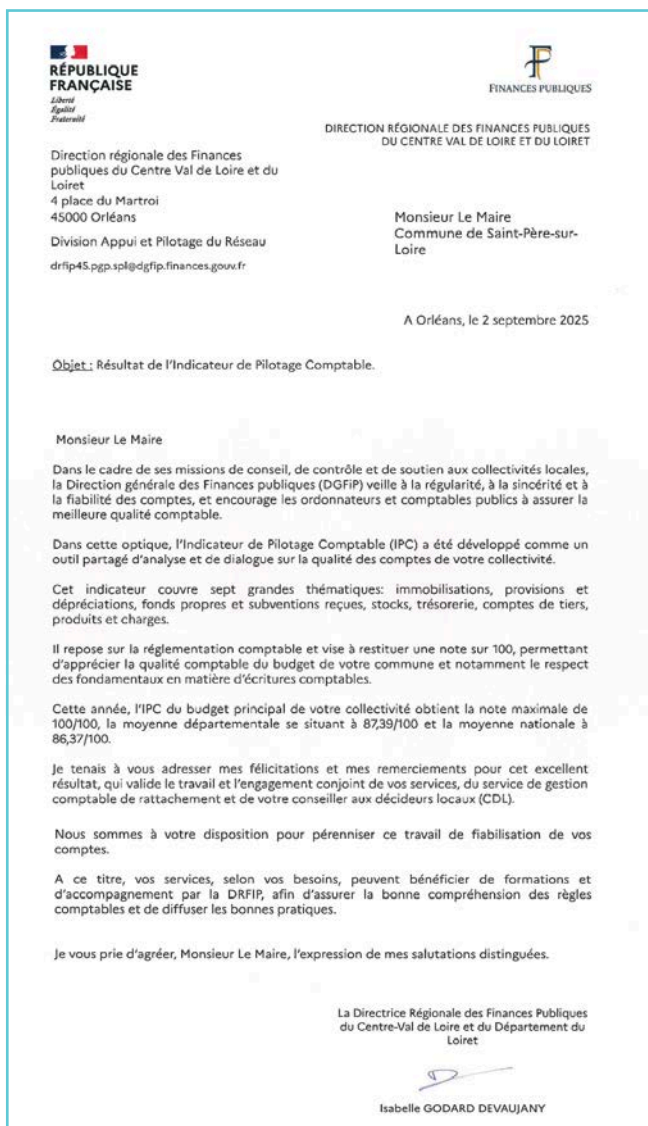 RÉPUBLIQUE
FRANÇAISE
Liberté
Égalité
Fraternité
FINANCES PUBLIQUES
DIRECTION RÉGIONALE DES FINANCES PUBLIQUES
DU CENTRE VAL DE LOIRE ET DU LOIRET
Direction régionale des Finances
publiques du Centre Val de Loire et du
Loiret
4 place du Martroi
45000 Orléans
Division Appui et Pilotage du Réseau
drfip45.pgp.spl@dgfip.finances.gouv.fr
Monsieur Le Maire
Commune de Saint-Père-sur-
Loire
A Orléans, le 2 septembre 2025
Objet : Résultat de l'Indicateur de Pilotage Comptable.
Monsieur Le Maire
Dans le cadre de ses missions de conseil, de contrôle et de soutien aux collectivités locales,
la Direction générale des Finances publiques (DGFiP) veille à la régularité, à la sincérité et à
la fiabilité des comptes, et encourage les ordonnateurs et comptables publics à assurer la
meilleure qualité comptable.
Dans cette optique, l'Indicateur de Pilotage Comptable (IPC) a été développé comme un
outil partagé d'analyse et de dialogue sur la qualité des comptes de votre collectivité.
Cet indicateur couvre sept grandes thématiques: immobilisations, provisions et
dépréciations, fonds propres et subventions reçues, stocks, trésorerie, comptes de tiers,
produits et charges.
Il repose sur la réglementation comptable et vise à restituer une note sur 100, permettant
d'apprécier la qualité comptable du budget de votre commune et notamment le respect
des fondamentaux en matière d'écritures comptables.
Cette année, l'IPC du budget principal de votre collectivité obtient la note maximale de
100/100, la moyenne départementale se situant à 87,39/100 et la moyenne nationale à
86,37/100.
Je tenais à vous adresser mes félicitations et mes remerciements pour cet excellent
résultat, qui valide le travail et l'engagement conjoint de vos services, du service de gestion
comptable de rattachement et de votre conseiller aux décideurs locaux (CDL).
Nous sommes à votre disposition pour pérenniser ce travail de fiabilisation de vos
comptes.
A ce titre, vos services, selon vos besoins, peuvent bénéficier de formations et
d'accompagnement par la DRFIP, afin d'assurer la bonne compréhension des règles
comptables et de diffuser les bonnes pratiques.
Je vous prie d'agréer, Monsieur Le Maire, l'expression de mes salutations distinguées.
La Directrice Régionale des Finances Publiques
du Centre-Val de Loire et du Département du
Loiret
Isabelle GODARD DEVAUJANY